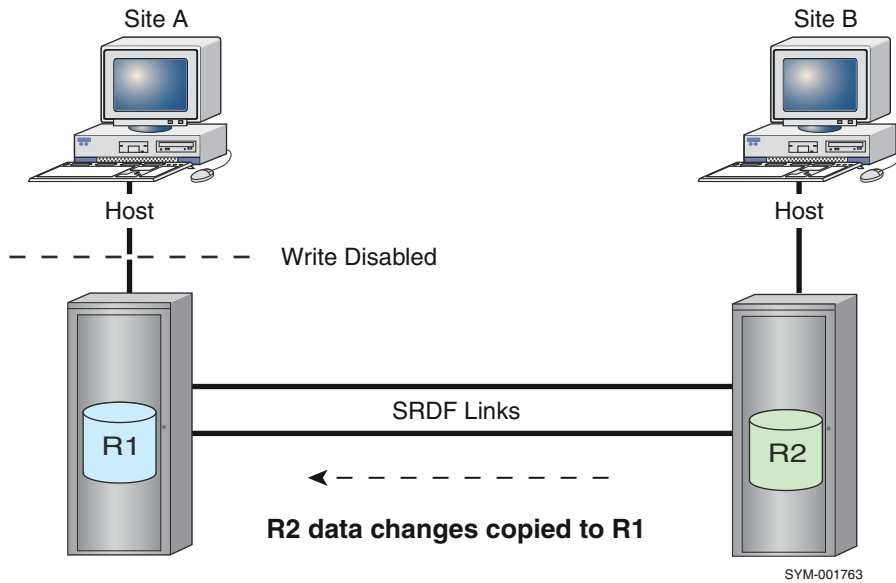 Site A
Site B
Host
Host
Write Disabled
SRDF Links
R1
R2
R2 data changes copied to R1
SYM-001763